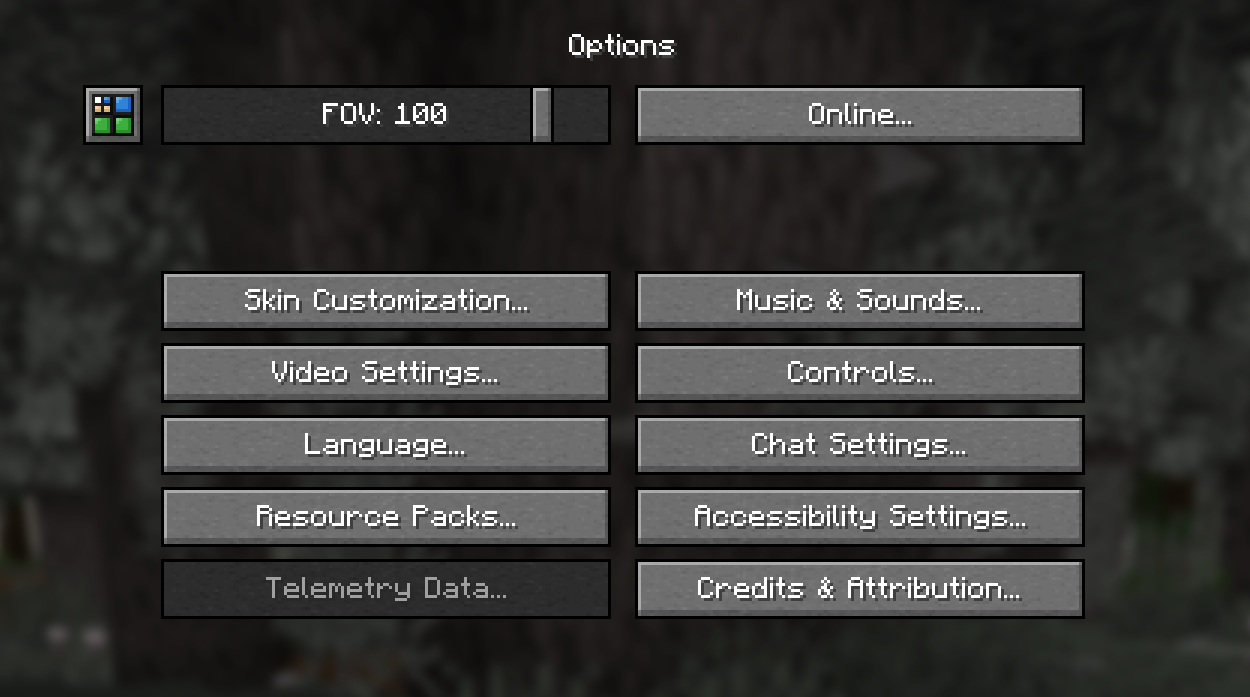 Options
FOV: 100
Online...
Skin Customization...
Music & Sounds...
Video Settings...
Controls...
Language...
Chat Settings...
Resource Packs...
Accessibility Settings...
Telemetry Data...
Credits & Attribution...